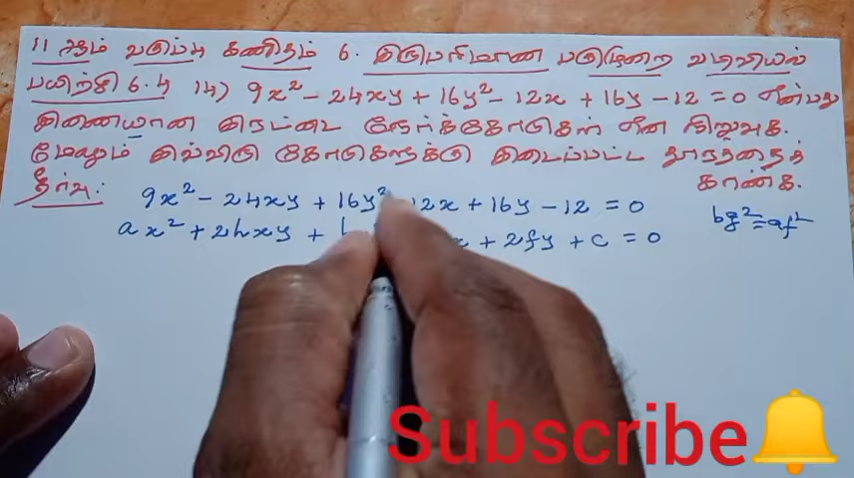 11 ஆம் வகுப்பு கணிதம் 6. இருபரிமாண பகுமுறை வடிவியல்
பயிற்சி 6.4 14) 9x² - 24xy + 16y² - 12x + 16y - 12 = 0 என்பது
இணையான இரட்டை நேர்க்கோடுகள் என நிறுவுக.
மேலும் இவ்விரு கோடுகளுக்கு இடைப்பட்ட தூரத்தைக்
காண்க.
தீர்வு:
9x² - 24xy + 16y² 12x + 16y - 12 = 0
ax² + 2hxy + + 2fy + c = 0
bg² = af²
Subscribe